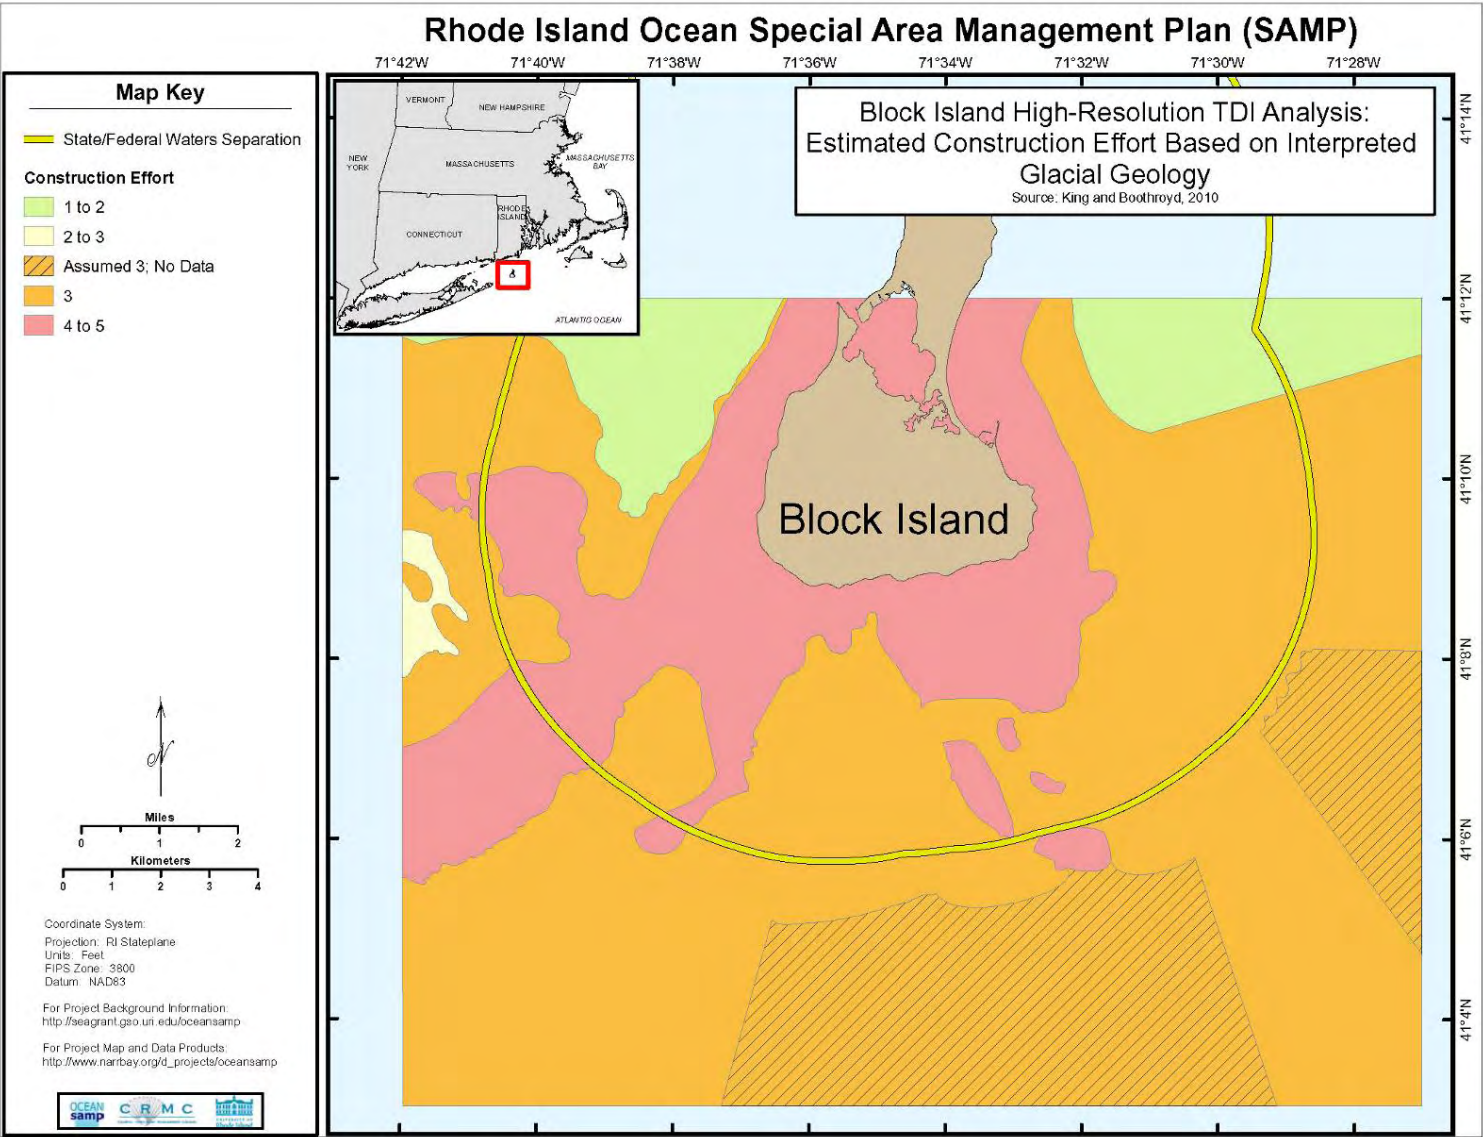 Rhode Island Ocean Special Area Management Plan (SAMP)
71°42'W 71°40'W 71°38'W 71°36'W 71°34'W 71°32'W 71°30'W 71°28'W
Map Key
State/Federal Waters Separation
Construction Effort
1 to 2
2 to 3
Assumed 3; No Data
3
4 to 5
VERMONT
NEW HAMPSHIRE
NEW
YORK
MASSACHUSETTS
MASSACHUSETTS
BAY
RHODE
ISLAND
CONNECTICUT
ATLANTIC OCEAN
Block Island High-Resolution TDI Analysis:
Estimated Construction Effort Based on Interpreted
Glacial Geology
Source: King and Boothroyd, 2010
41°14'N
41°12'N
41°10'N
41°8'N
41°6'N
41°4'N
Block Island
N
Miles
0 1 2
Kilometers
0 1 2 3 4
Coordinate System:
Projection: RI Stateplane
Units: Feet
FIPS Zone: 3800
Datum: NAD83
For Project Background Information:
http://seagrant.gso.uri.edu/oceansamp
For Project Map and Data Products:
http://www.narrbay.org/d_projects/oceansamp
OCEAN
samp
C R M C